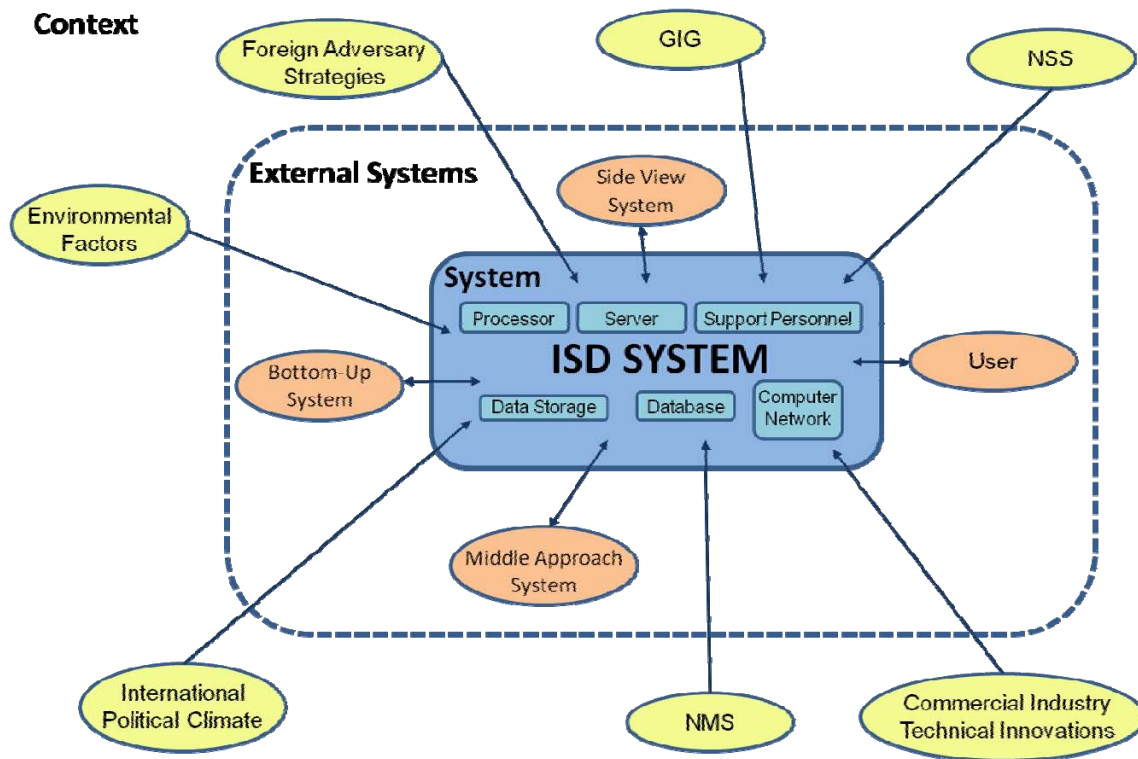 Context
Foreign Adversary
Strategies
GIG
NSS
External Systems
Side View
System
Environmental
Factors
System
Processor
Server
Support Personnel
ISD SYSTEM
User
Bottom-Up
System
Data Storage
Database
Computer
Network
Middle Approach
System
International
Political Climate
NMS
Commercial Industry
Technical Innovations